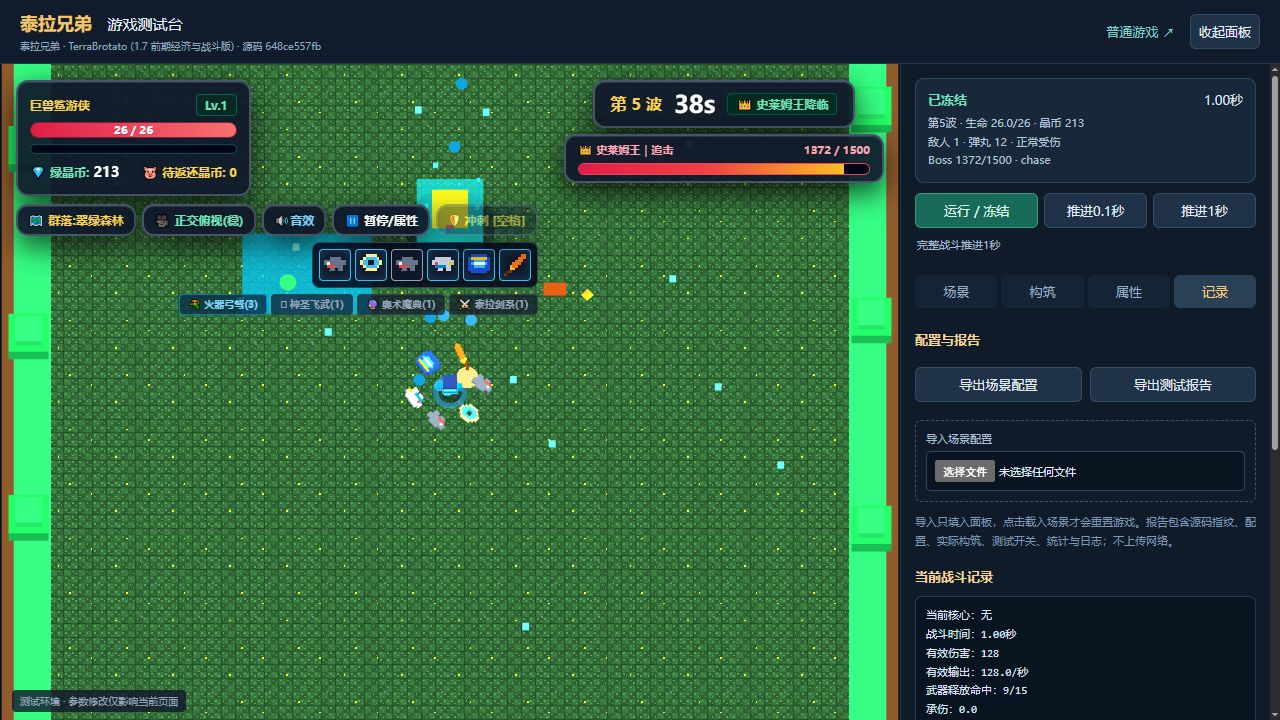 泰拉兄弟 游戏测试台
泰拉兄弟 · TerraBrotato (1.7 前期经济与战斗版) · 源码 648ce557fb
普通游戏 ↗
收起面板
巨兽鲨游侠 Lv.1
26 / 26
绿晶币: 213 待返还晶币: 0
第 5 波 38s 史莱姆王降临
史莱姆王 | 追击 1372 / 1500
群落:翠绿森林 正交俯视(稳) 音效 暂停/属性 冲刺 [空格]
火器弓弩(3) 神圣飞武(1) 奥术魔典(1) 泰拉剑系(1)
测试环境 · 参数修改仅影响当前页面
已冻结 1.00秒
第5波 · 生命 26.0/26 · 晶币 213
敌人 1 · 弹丸 12 · 正常受伤
Boss 1372/1500 · chase
运行 / 冻结 推进0.1秒 推进1秒
完整战斗推进1秒
场景 构筑 属性 记录
配置与报告
导出场景配置 导出测试报告
导入场景配置
选择文件 未选择任何文件
导入只填入面板，点击载入场景才会重置游戏。报告包含源码指纹、配
置、实际构筑、测试开关、统计与日志；不上传网络。
当前战斗记录
当前核心: 无
战斗时间: 1.00秒
有效伤害: 128
有效输出: 128.0/秒
武器释放命中: 9/15
承伤: 0.0